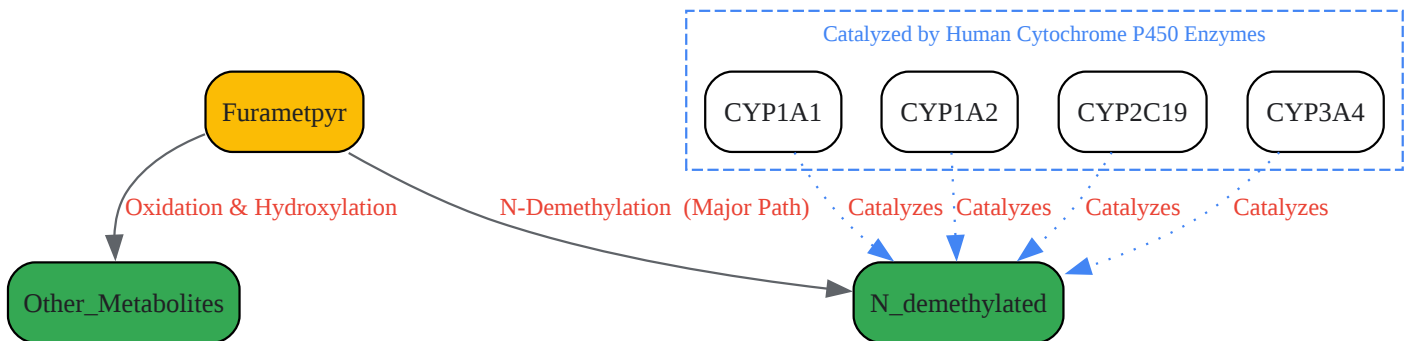 Catalyzed by Human Cytochrome P450 Enzymes
Furametpyr
CYP1A1
CYP1A2
CYP2C19
CYP3A4
Oxidation & Hydroxylation
N-Demethylation (Major Path)
Catalyzes
Catalyzes
Catalyzes
Catalyzes
Other_Metabolites
N_demethylated